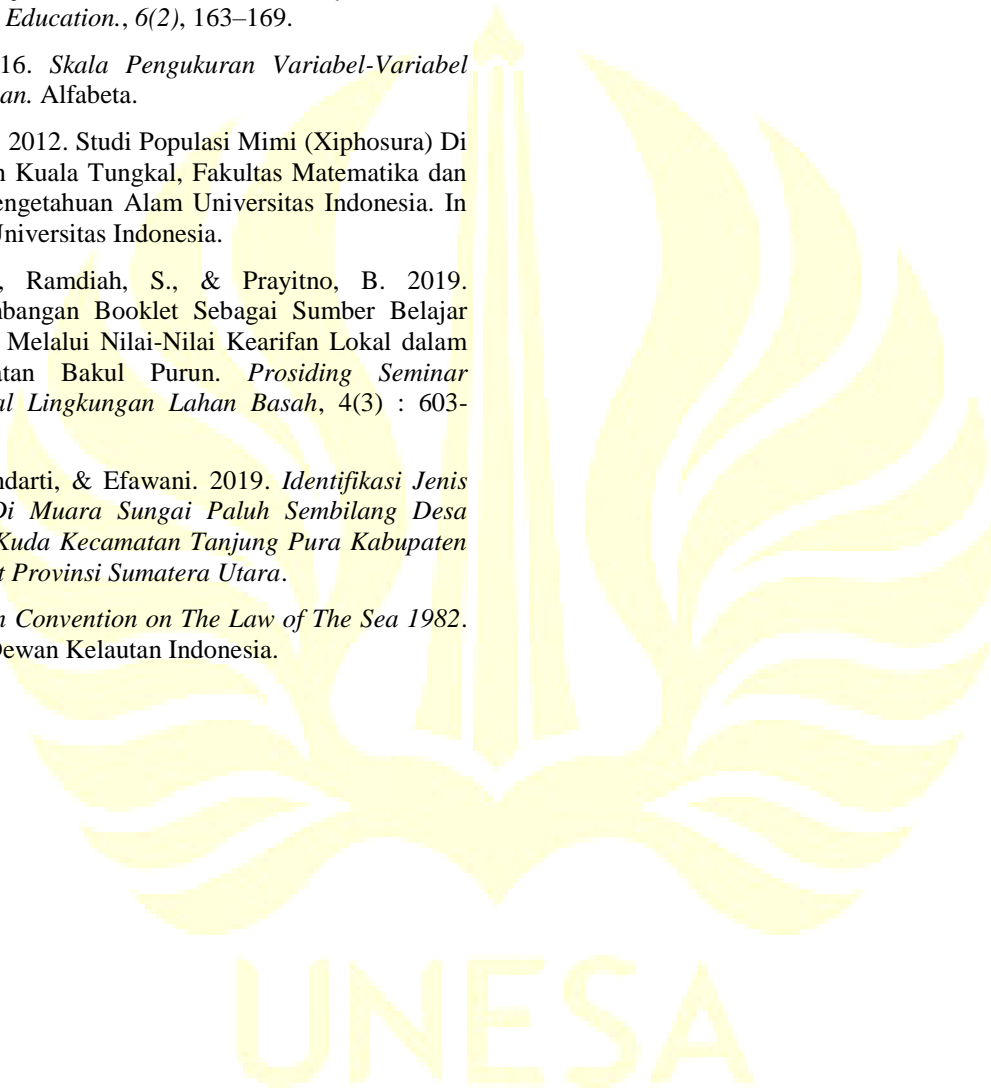 Education., 6(2), 163–169.
16. Skala Pengukuran Variabel-Variabel
an. Alfabeta.
2012. Studi Populasi Mimi (Xiphosura) Di
Kuala Tungkal, Fakultas Matematika dan
engetahuan Alam Universitas Indonesia. In
Universitas Indonesia.
Ramdiah, S., & Prayitno, B. 2019.
bangan Booklet Sebagai Sumber Belajar
Melalui Nilai-Nilai Kearifan Lokal dalam
atan Bakul Purun. Prosiding Seminar
al Lingkungan Lahan Basah, 4(3) : 603-
ndarti, & Efawani. 2019. Identifikasi Jenis
Di Muara Sungai Paluh Sembilang Desa
Kuda Kecamatan Tanjung Pura Kabupaten
t Provinsi Sumatera Utara.
n Convention on The Law of The Sea 1982.
Dewan Kelautan Indonesia.
UNESA